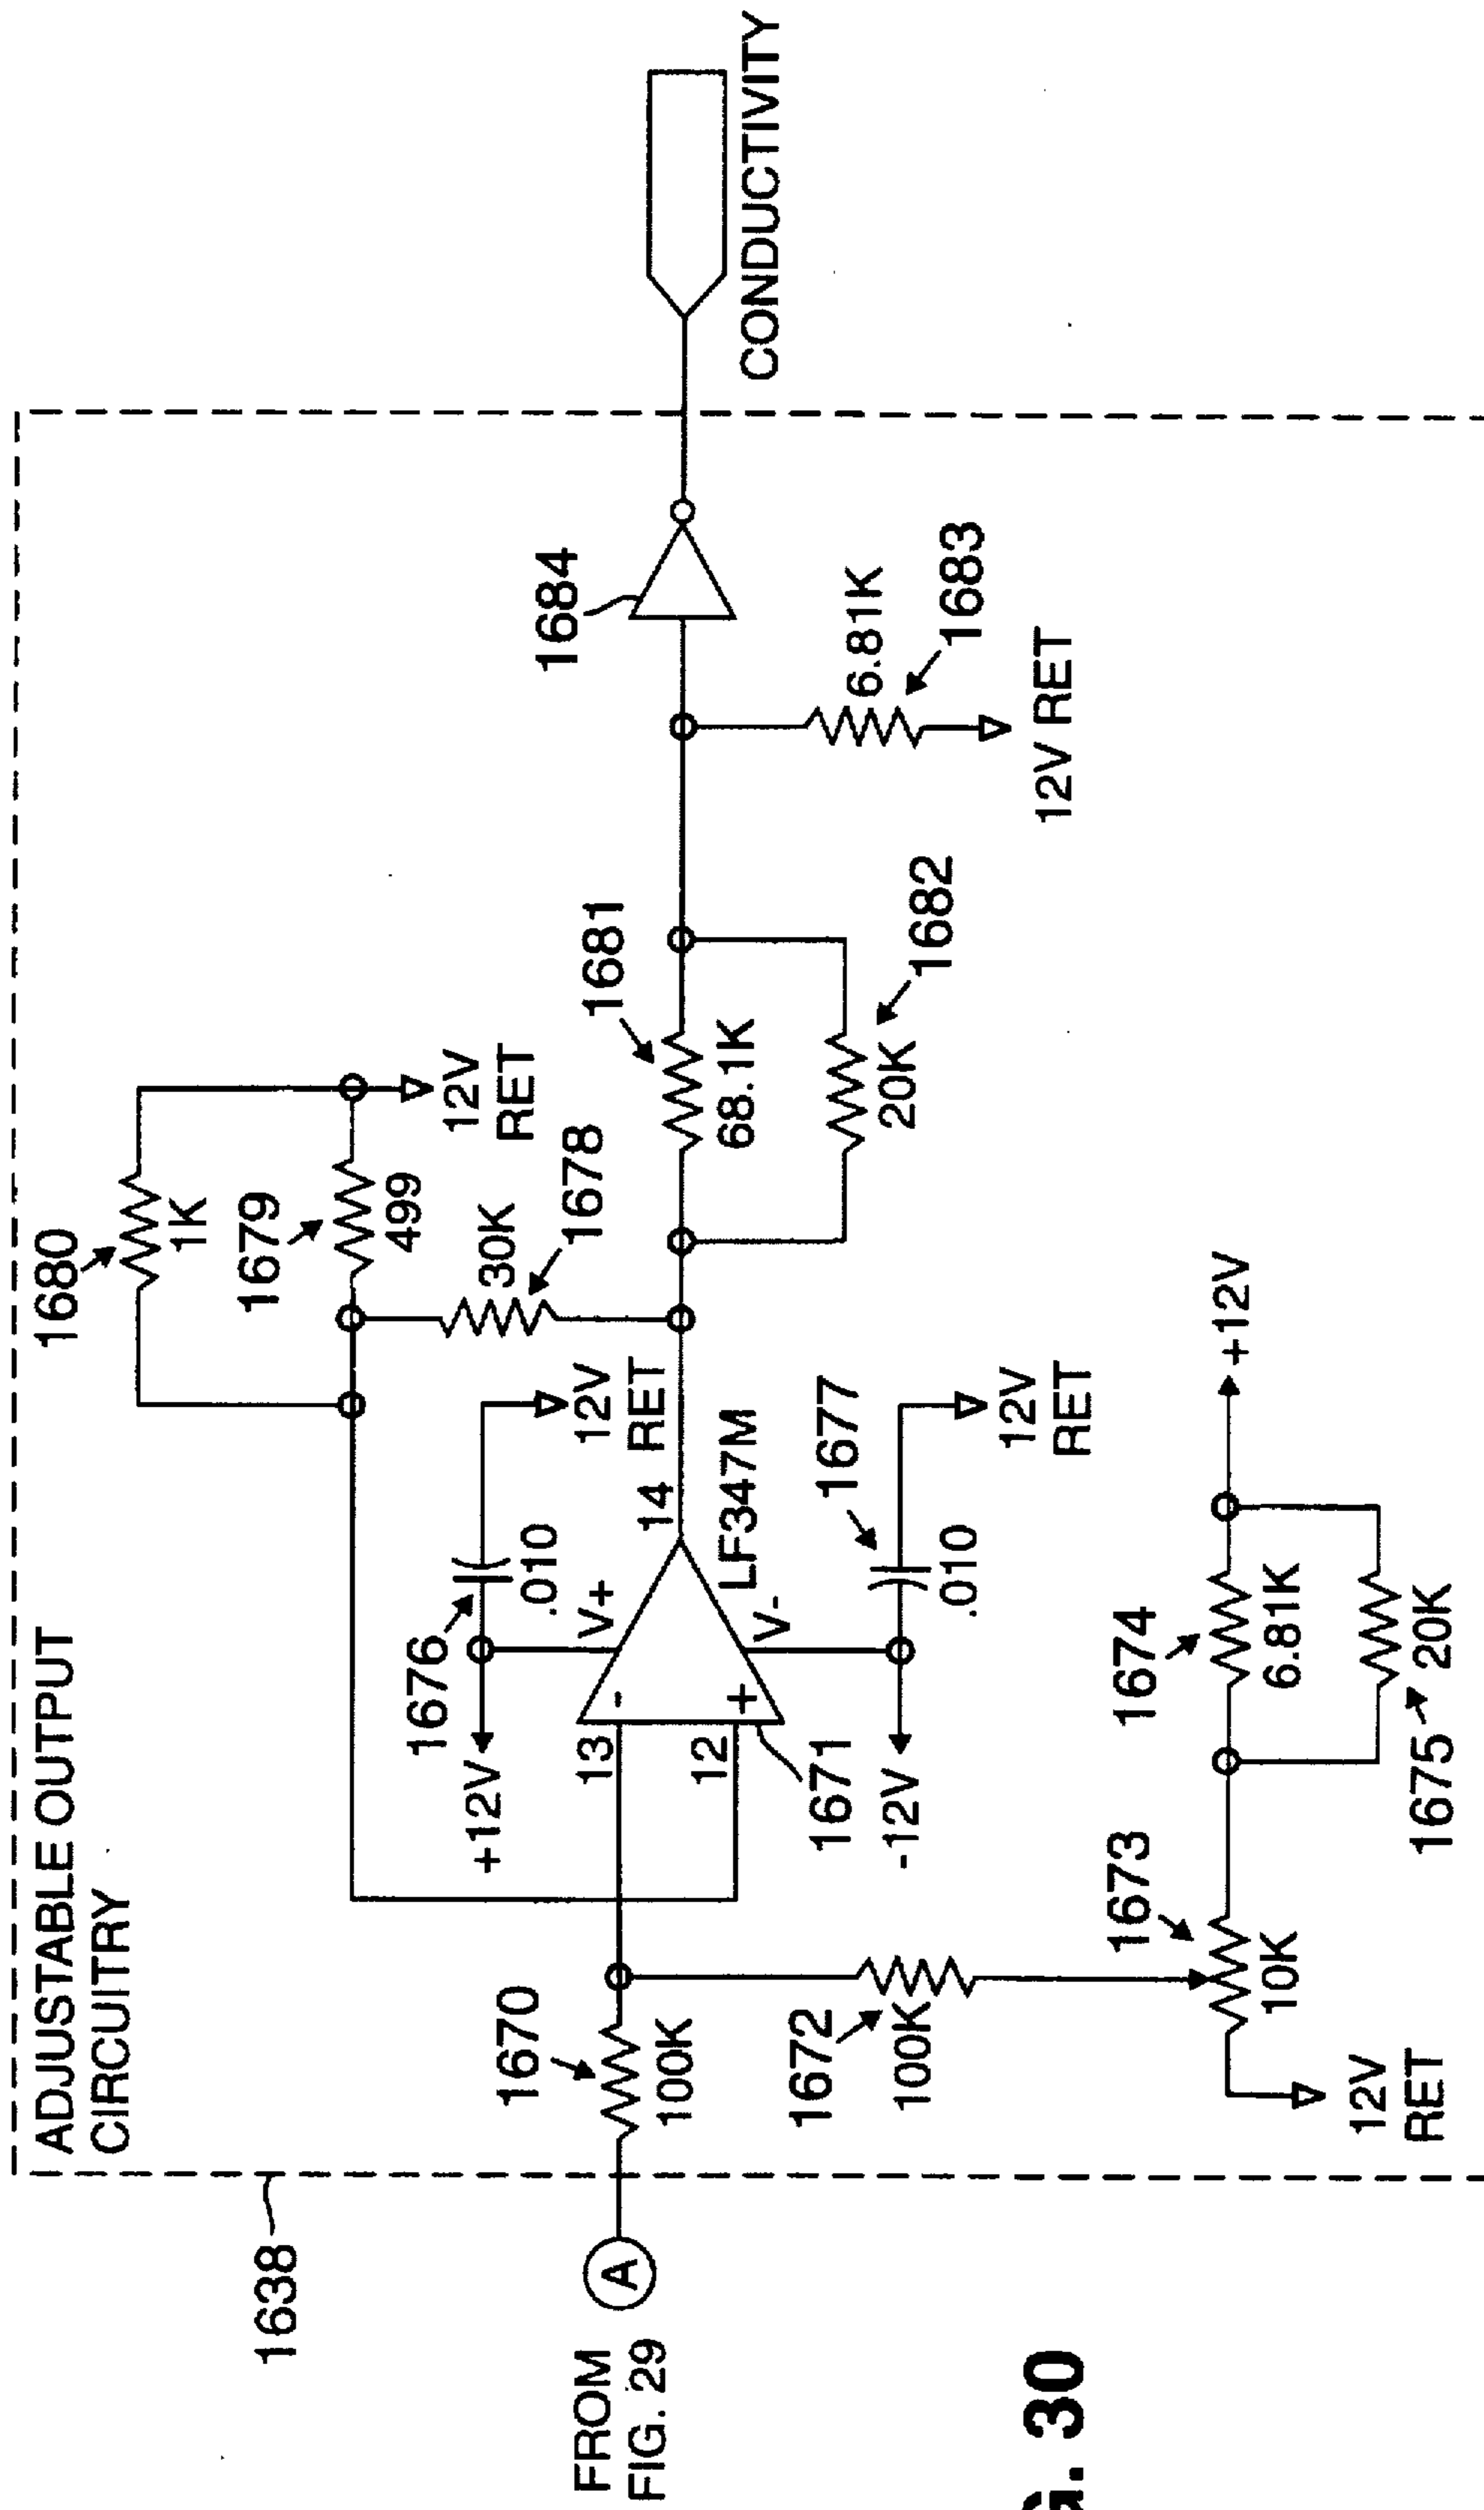 ADJUSTABLE OUTPUT
CIRCUITRY
1638
1680
1K
1679
499
12V
RET
30K
1678
1676
.010
+12V
12V
RET
V+
13
-
12
+
14
LF347M
V-
1671
-12V
1677
.010
12V
RET
FROM
FIG. 29
A
1670
100K
1672
100K
1673
10K
12V
RET
1674
6.81K
1675
20K
+12V
1681
68.1K
20K
1682
1684
6.81K
1683
12V RET
CONDUCTIVITY
30